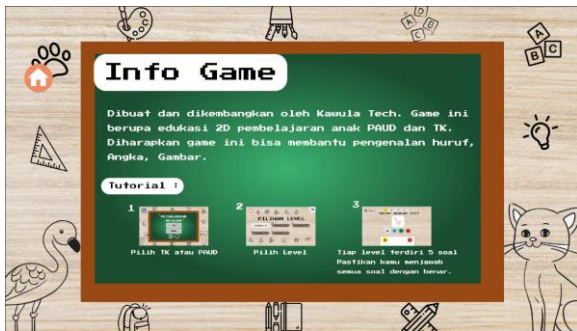 Info Game
Dibuat dan dikembangkan oleh Kawula Tech. Game ini
berupa edukasi 2D pembelajaran anak PAUD dan TK.
Diharapkan game ini bisa membantu pengenalan huruf,
Angka, Gambar.
Tutorial :
1
2
3
PILIHAN LEVEL
Pilih TK atau PAUD
Pilih Level
Tiap level terdiri 5 soal
Pastikan kamu menjawab
semua soal dengan benar.
A
B
C